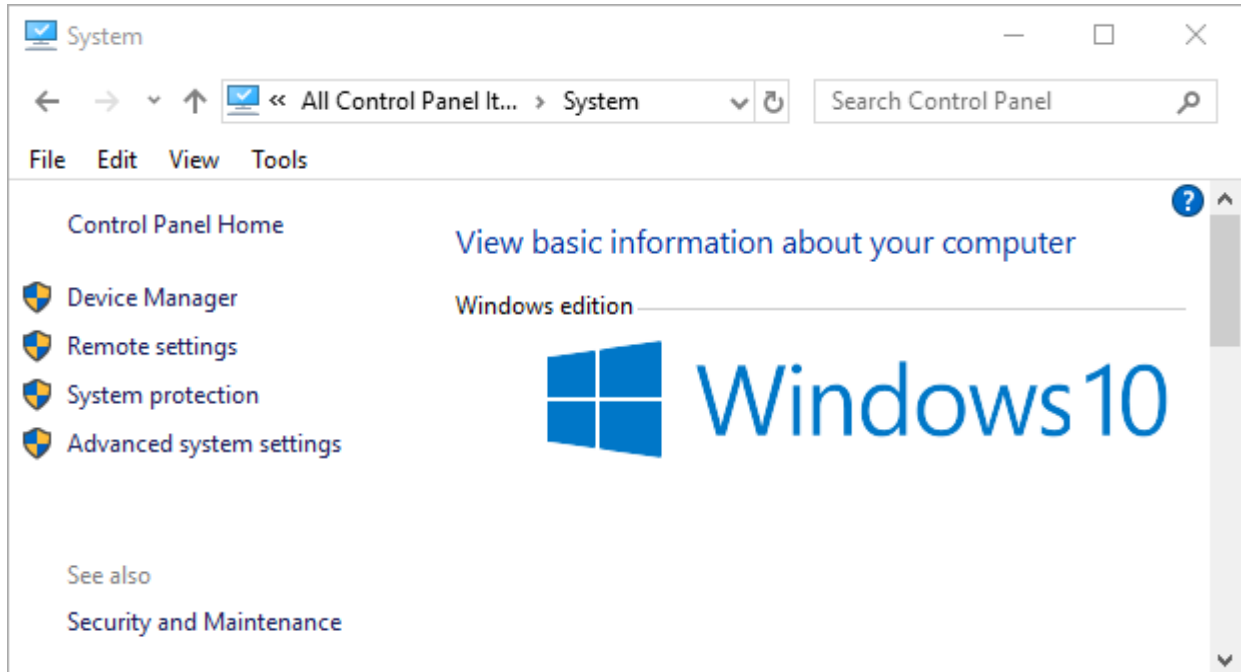 System
« All Control Panel It... › System
Search Control Panel
File Edit View Tools
Control Panel Home
Device Manager
Remote settings
System protection
Advanced system settings
See also
Security and Maintenance
?
View basic information about your computer
Windows edition
Windows 10